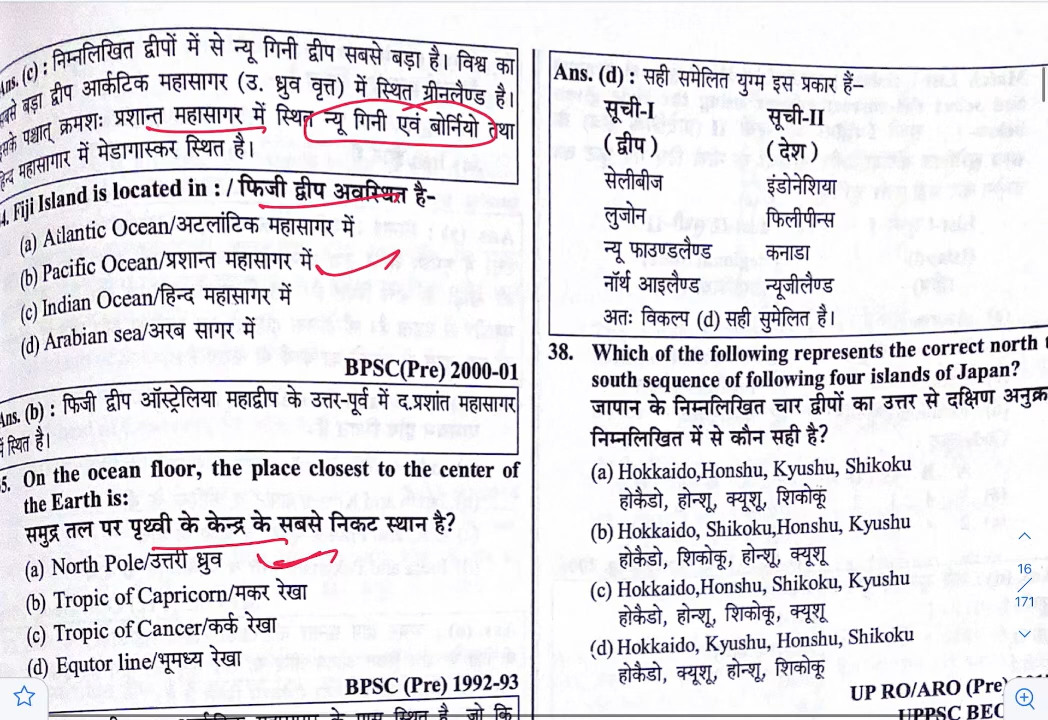 Ans. (c) : निम्नलिखित द्वीपों में से न्यू गिनी द्वीप सबसे बड़ा है। विश्व का
सबसे बड़ा द्वीप आर्कटिक महासागर (उ. ध्रुव वृत्त) में स्थित ग्रीनलैण्ड है।
पश्चात् क्रमशः प्रशान्त महासागर में स्थित न्यू गिनी एवं बोर्नियो तथा
हिन्द महासागर में मेडागास्कर स्थित है।
4. Fiji Island is located in : / फिजी द्वीप अवस्थित है-
(a) Atlantic Ocean/अटलांटिक महासागर में
(b) Pacific Ocean/प्रशान्त महासागर में
(c) Indian Ocean/हिन्द महासागर में
(d) Arabian sea/अरब सागर में
BPSC(Pre) 2000-01
Ans. (b) : फिजी द्वीप ऑस्ट्रेलिया महाद्वीप के उत्तर-पूर्व में द.प्रशांत महासागर
में स्थित है।
5. On the ocean floor, the place closest to the center of
the Earth is:
समुद्र तल पर पृथ्वी के केन्द्र के सबसे निकट स्थान है?
(a) North Pole/उत्तरी ध्रुव
(b) Tropic of Capricorn/मकर रेखा
(c) Tropic of Cancer/कर्क रेखा
(d) Equtor line/भूमध्य रेखा
BPSC (Pre) 1992-93
के पास स्थित है, जो कि
Ans. (d) : सही समेलित युग्म इस प्रकार हैं–
सूची-I सूची-II
( द्वीप ) ( देश )
सेलीबीज इंडोनेशिया
लुजोन फिलीपीन्स
न्यू फाउण्डलैण्ड कनाडा
नॉर्थ आइलैण्ड न्यूजीलैण्ड
अतः विकल्प (d) सही सुमेलित है।
38. Which of the following represents the correct north
south sequence of following four islands of Japan?
जापान के निम्नलिखित चार द्वीपों का उत्तर से दक्षिण अनुक्र
निम्नलिखित में से कौन सही है?
(a) Hokkaido,Honshu, Kyushu, Shikoku
होकैडो, होन्शू, क्यूशू, शिकोकूं
(b) Hokkaido, Shikoku,Honshu, Kyushu
होकैडो, शिकोकू, होन्शू, क्यूशू
(c) Hokkaido,Honshu, Shikoku, Kyushu
होकैडो, होन्शू, शिकोकू, क्यूशू
(d) Hokkaido, Kyushu, Honshu, Shikoku
होकैडो, क्यूशू, होन्शू, शिकोकूं
UP RO/ARO (Pre)
UPPSC BEO
16
171